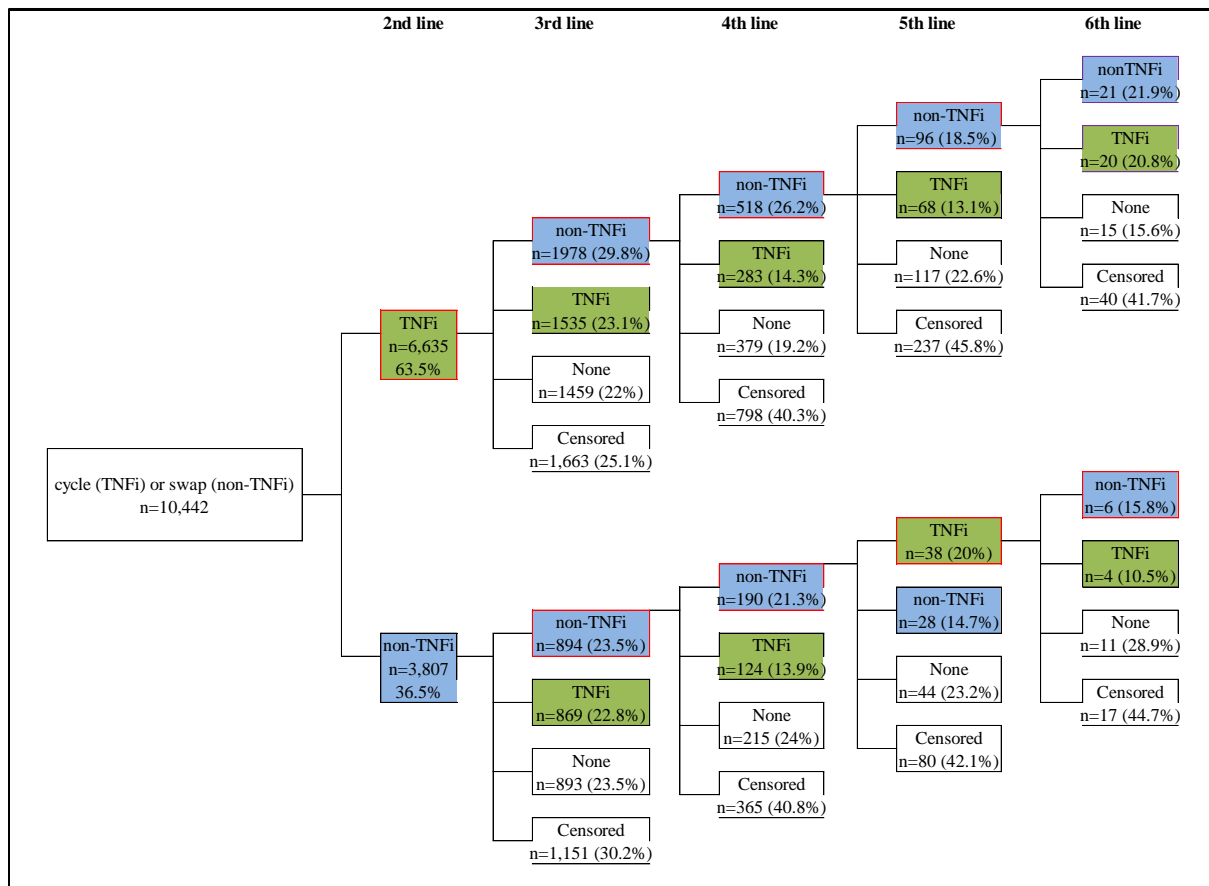 2nd line
3rd line
4th line
5th line
6th line
cycle (TNFi) or swap (non-TNFi)
n=10,442
TNFi
n=6,635
63.5%
non-TNFi
n=1978 (29.8%)
TNFi
n=1535 (23.1%)
None
n=1459 (22%)
Censored
n=1,663 (25.1%)
non-TNFi
n=518 (26.2%)
TNFi
n=283 (14.3%)
None
n=379 (19.2%)
Censored
n=798 (40.3%)
non-TNFi
n=96 (18.5%)
TNFi
n=68 (13.1%)
None
n=117 (22.6%)
Censored
n=237 (45.8%)
nonTNFi
n=21 (21.9%)
TNFi
n=20 (20.8%)
None
n=15 (15.6%)
Censored
n=40 (41.7%)
non-TNFi
n=3,807
36.5%
non-TNFi
n=894 (23.5%)
TNFi
n=869 (22.8%)
None
n=893 (23.5%)
Censored
n=1,151 (30.2%)
non-TNFi
n=190 (21.3%)
TNFi
n=124 (13.9%)
None
n=215 (24%)
Censored
n=365 (40.8%)
TNFi
n=38 (20%)
non-TNFi
n=28 (14.7%)
None
n=44 (23.2%)
Censored
n=80 (42.1%)
non-TNFi
n=6 (15.8%)
TNFi
n=4 (10.5%)
None
n=11 (28.9%)
Censored
n=17 (44.7%)